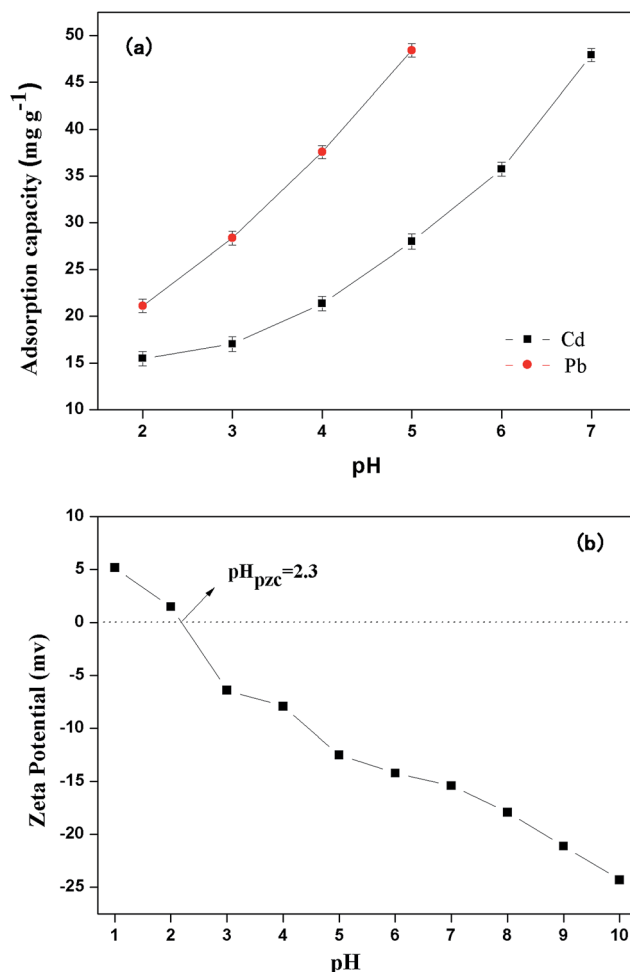 (a)
Adsorption capacity (mg g-1)
50
45
40
35
30
25
20
15
10
Cd
Pb
2 3 4 5 6 7
pH
(b)
pHpzc=2.3
Zeta Potential (mv)
10
5
0
-5
-10
-15
-20
-25
1 2 3 4 5 6 7 8 9 10
pH